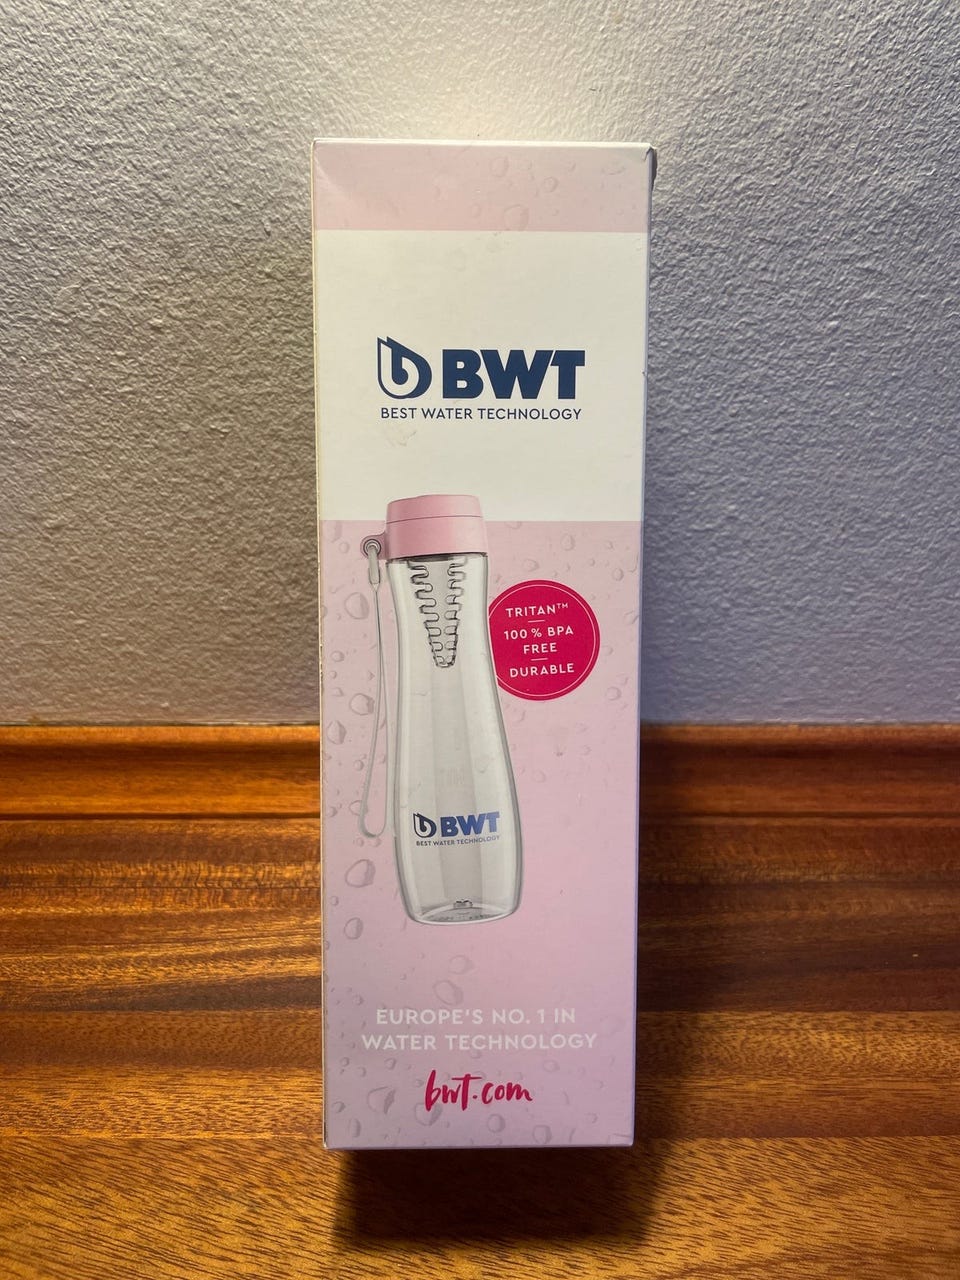 BWT
BEST WATER TECHNOLOGY
TRITAN™
100 % BPA
FREE
DURABLE
BWT
BEST WATER TECHNOLOGY
EUROPE'S NO. 1 IN
WATER TECHNOLOGY
bwt.com